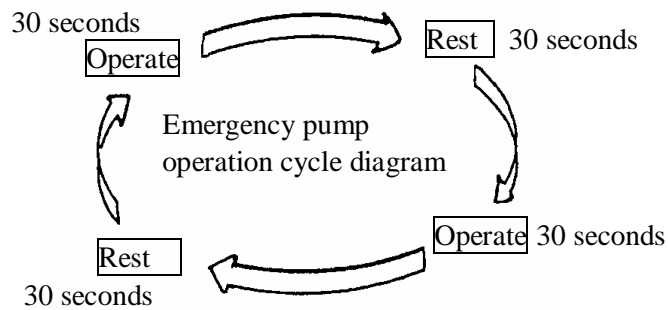 30 seconds
Operate
Rest 30 seconds
Emergency pump
operation cycle diagram
Operate 30 seconds
Rest
30 seconds